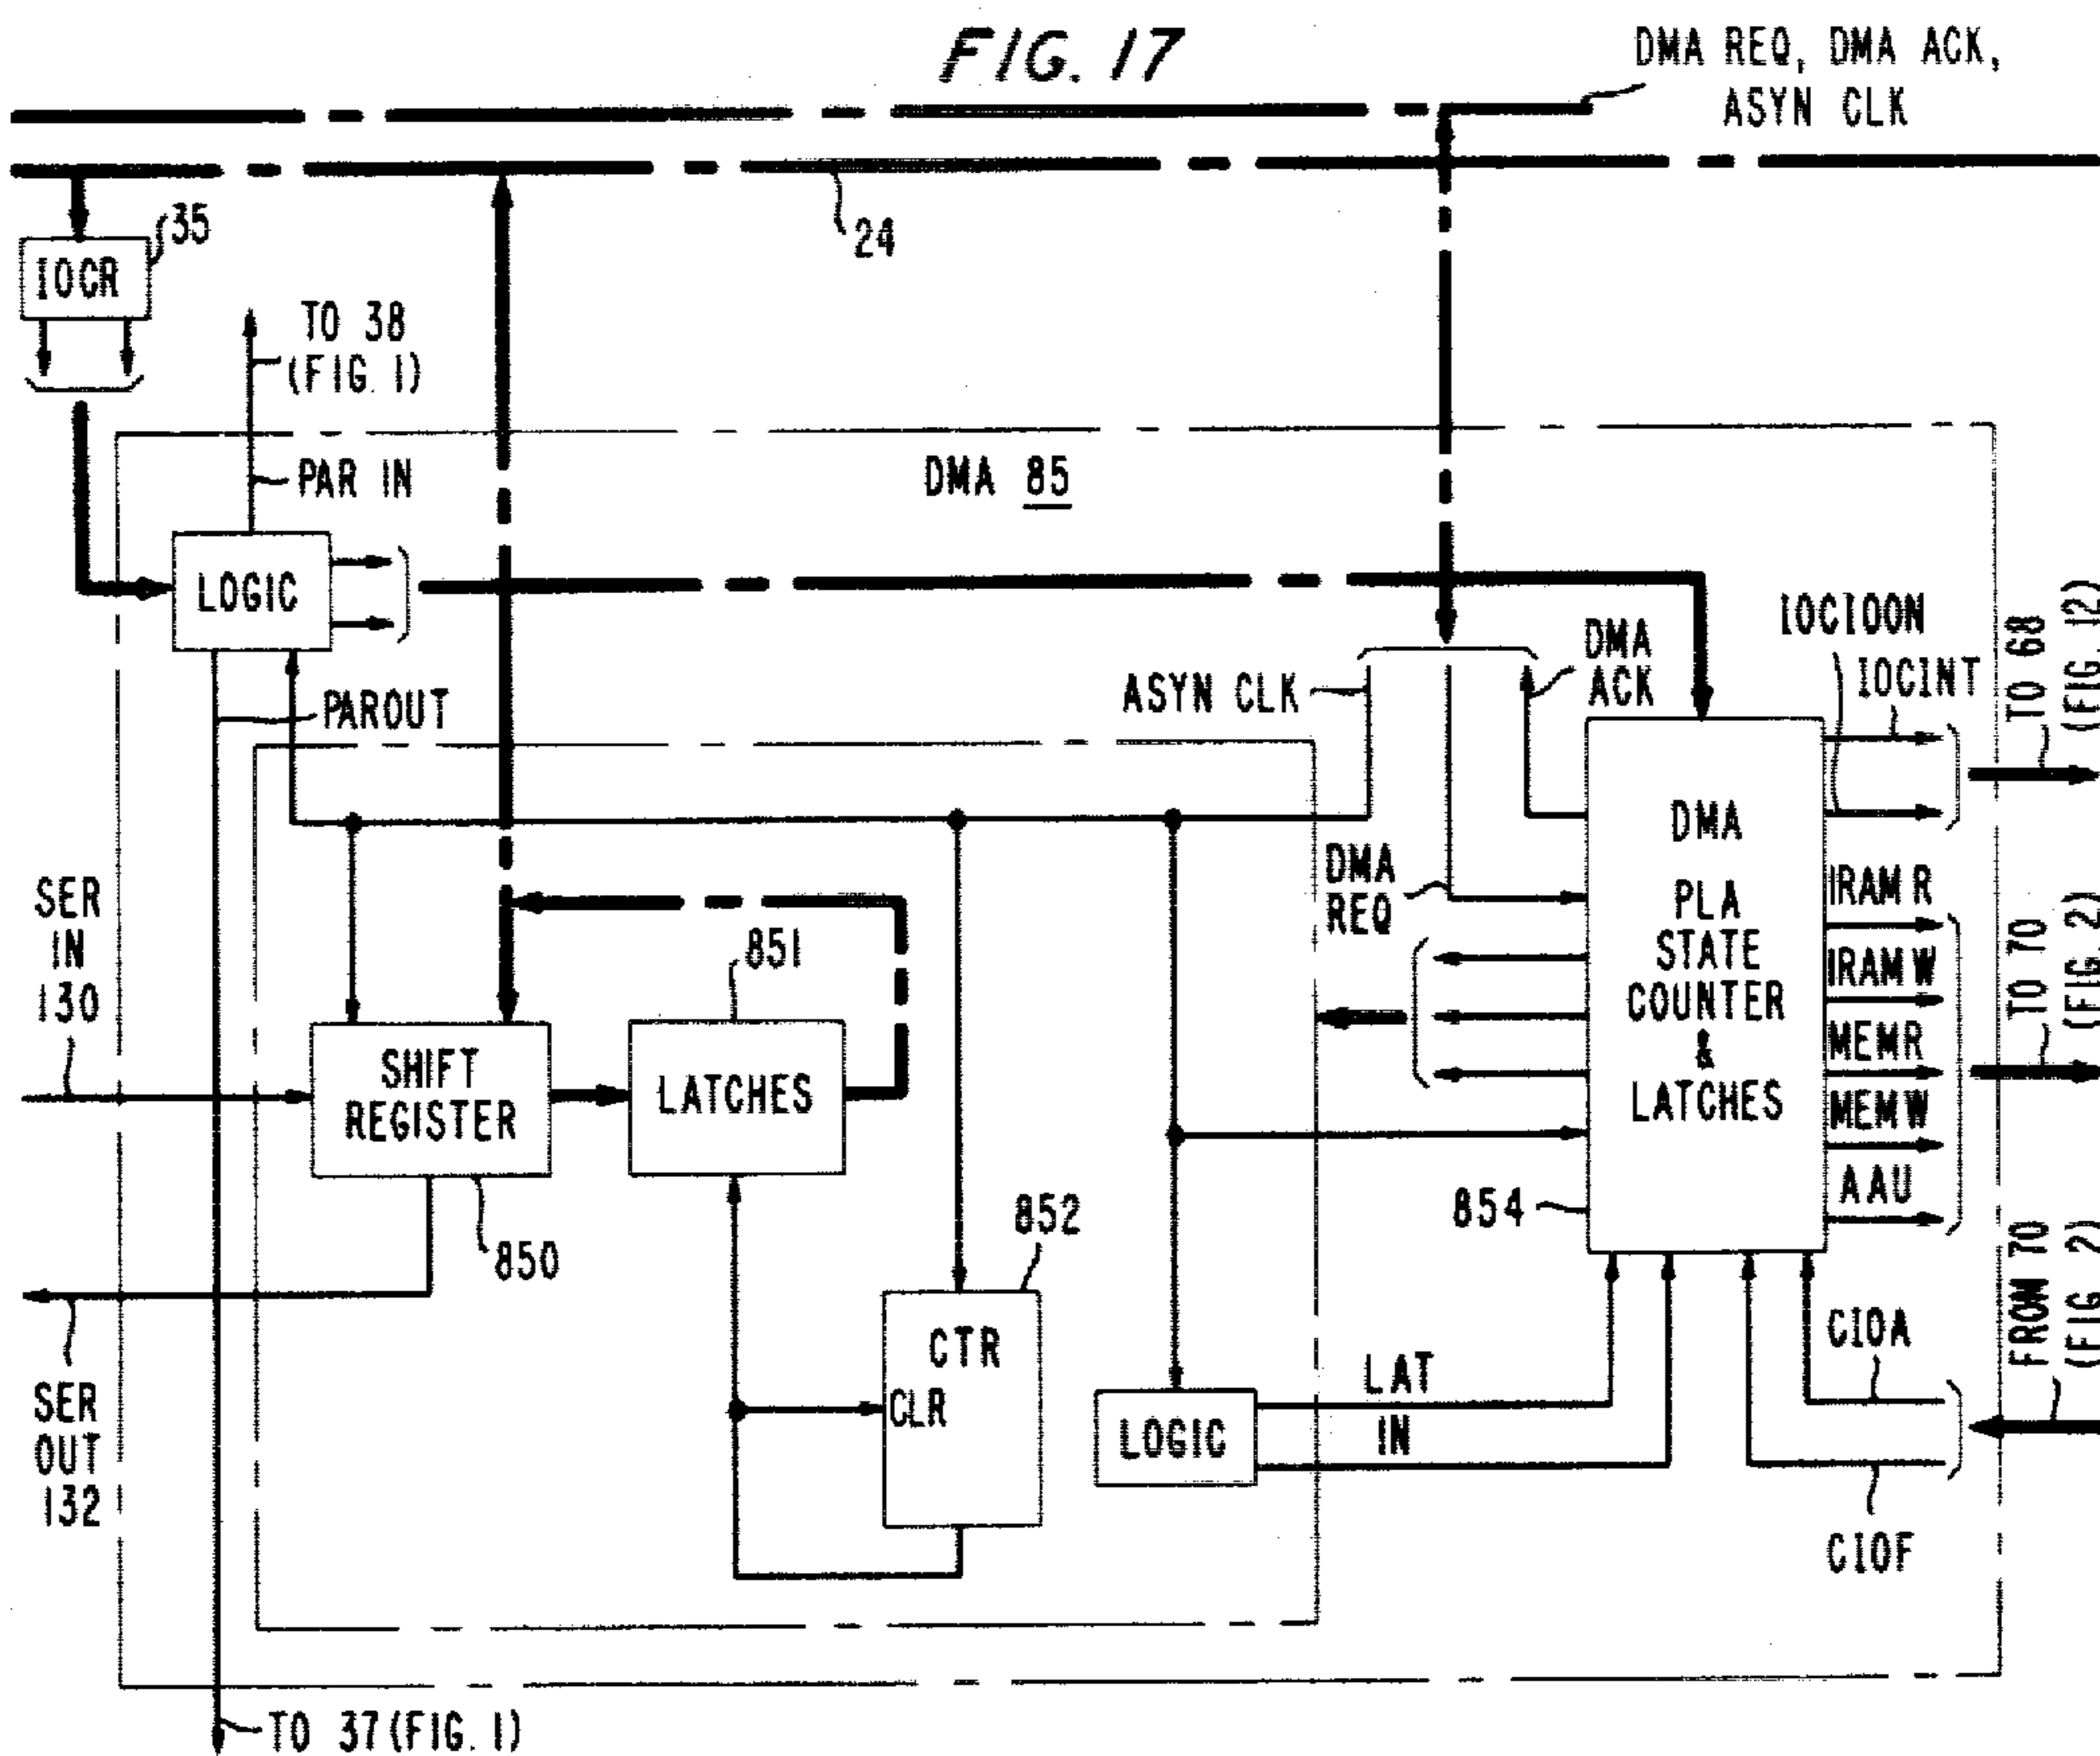 FIG. 17
DMA REQ, DMA ACK,
ASYN CLK
35
24
IOCR
TO 38
(FIG. 1)
PAR IN
DMA 85
LOGIC
PAROUT
ASYN CLK
DMA
ACK
IOCIOON
IOCINT
TO 68
(FIG. 12)
DMA
REQ
DMA
PLA
STATE
COUNTER
&
LATCHES
IRAM R
IRAM W
MEMR
MEM W
AAU
TO 70
(FIG. 2)
SER
IN
130
851
SHIFT
REGISTER
LATCHES
850
852
854
CTR
CLR
SER
OUT
132
LOGIC
LAT
IN
CIOA
CIOF
FROM 70
(FIG. 2)
TO 37 (FIG. 1)